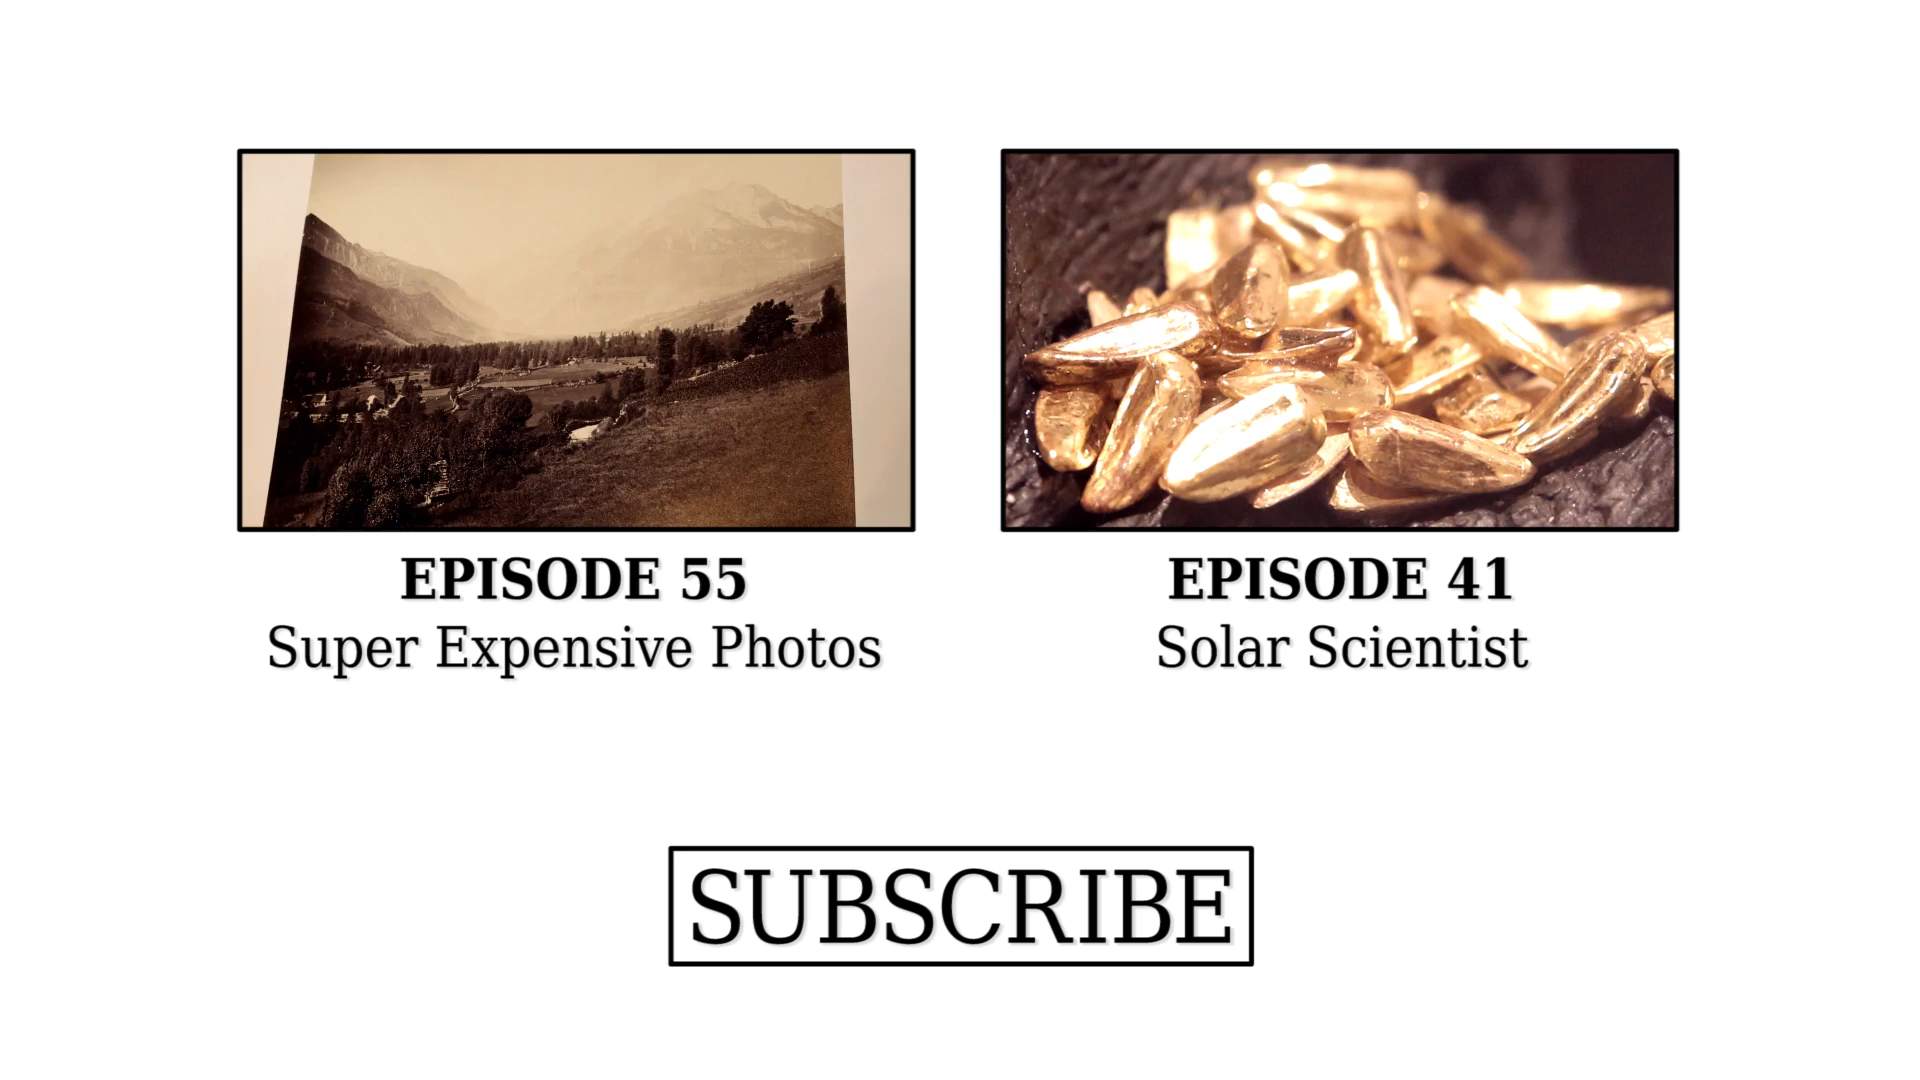 EPISODE 55
Super Expensive Photos
EPISODE 41
Solar Scientist
SUBSCRIBE